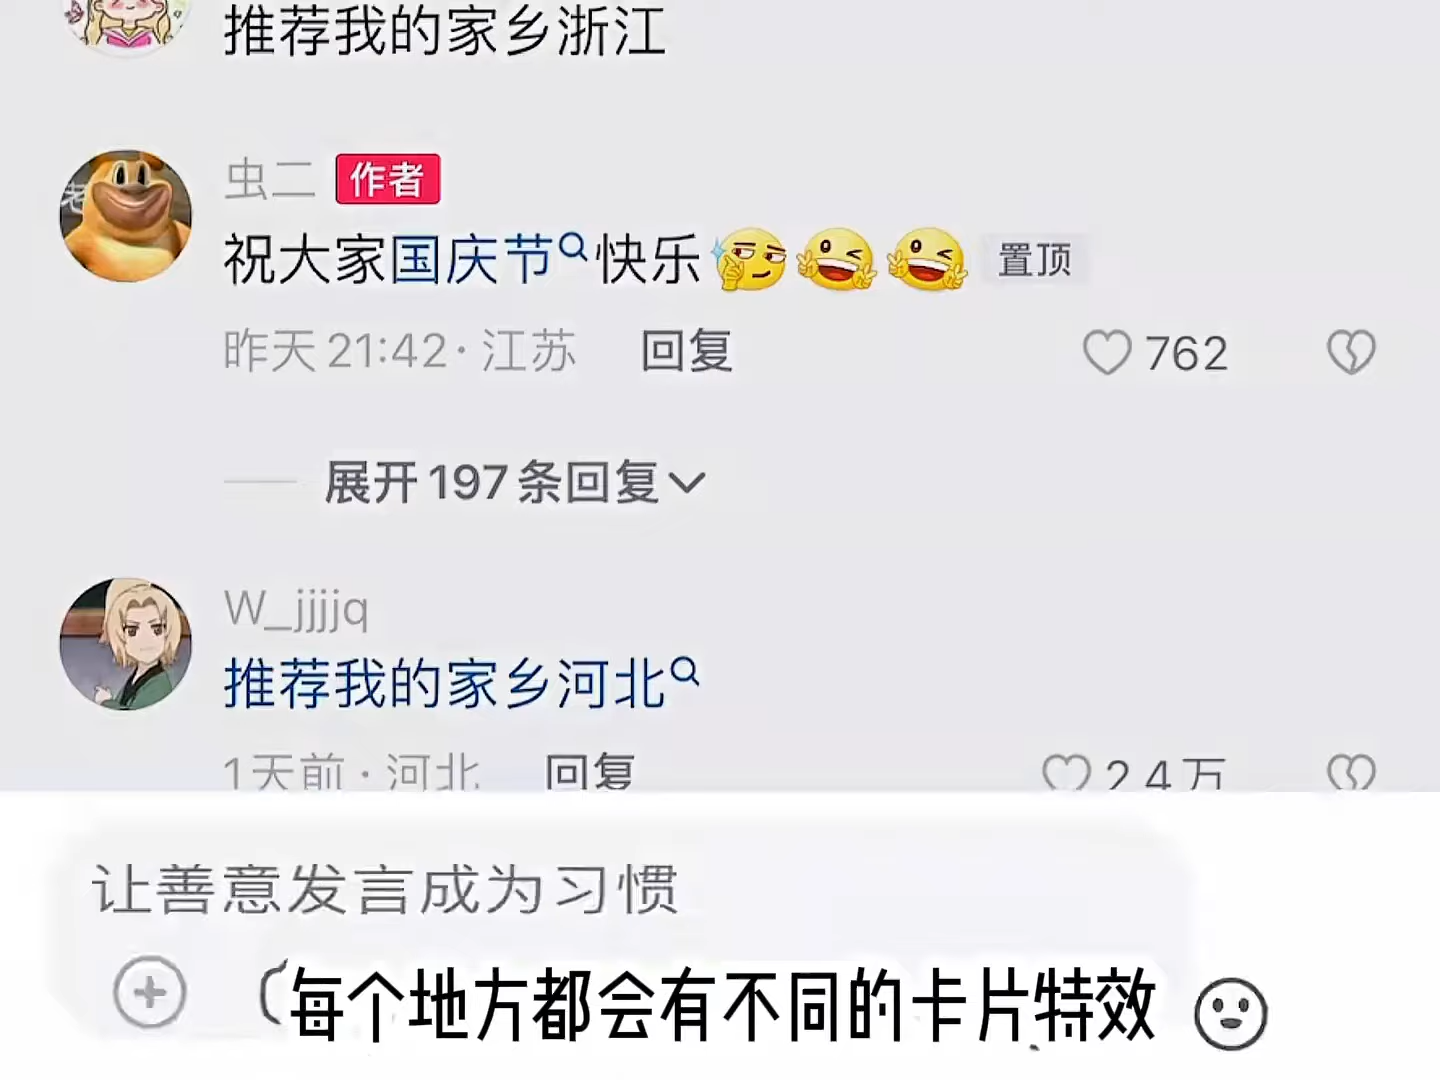 推荐我的家乡浙江
虫二 作者
祝大家国庆节快乐 置顶
昨天 21:42 · 江苏 回复 762
展开 197 条回复
W_jjjjq
推荐我的家乡河北
1天前 · 河北 回复 2.4万
让善意发言成为习惯
(每个地方都会有不同的卡片特效